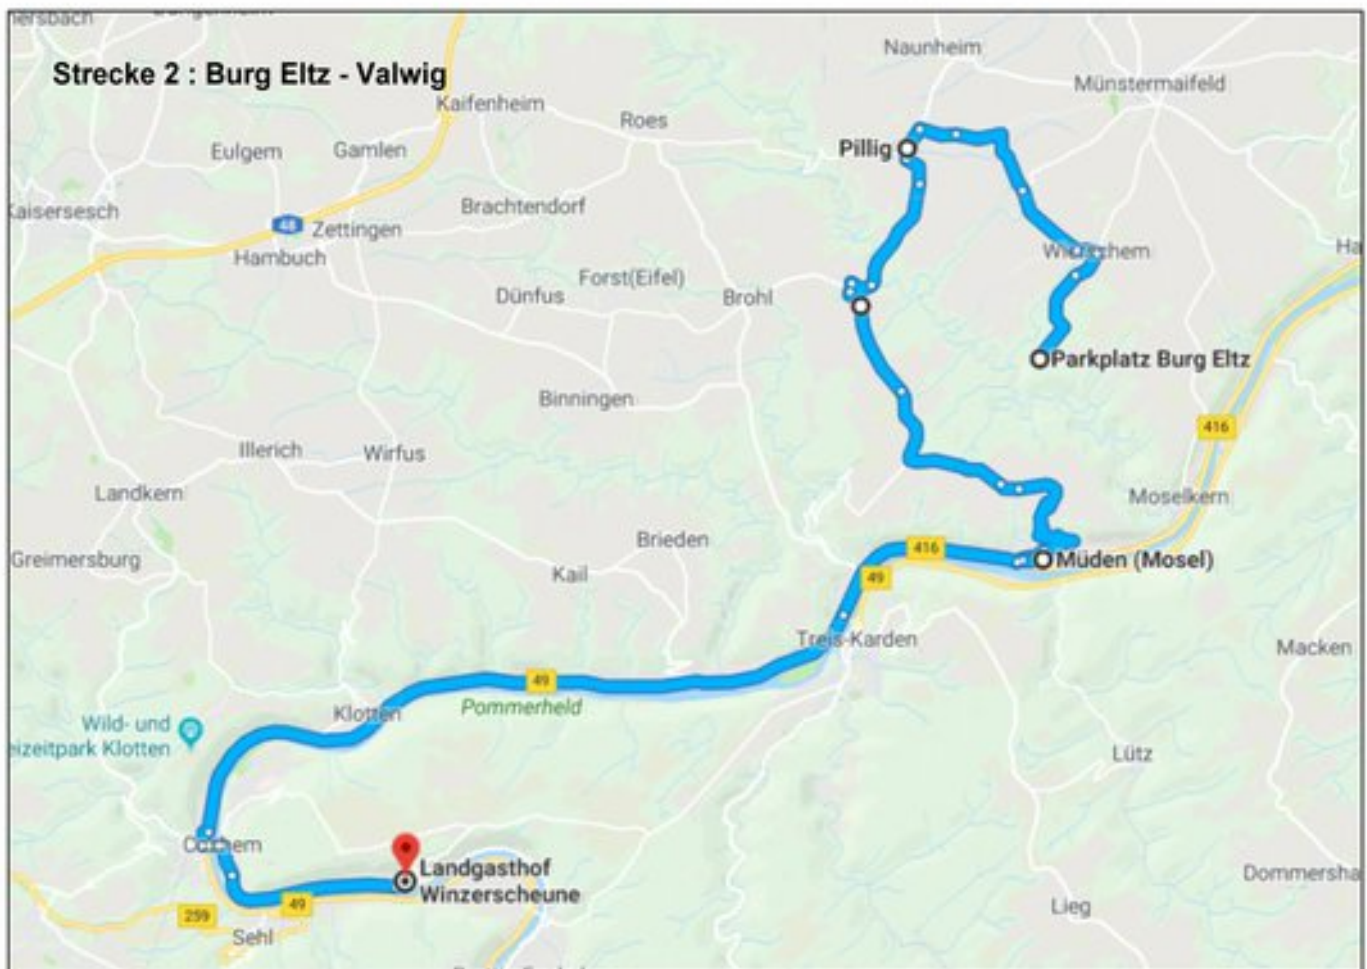 Strecke 2 : Burg Eltz - Valwig
Naunheim
Münstermaifeld
Kaifenheim
Roes
Pillig
Eulgem
Gamlen
Brachtendorf
48
Zettingen
Hambuch
Forst(Eifel)
Dünfus
Brohl
Parkplatz Burg Eltz
Binningen
416
Illerich
Wirfus
Landkern
Moselkern
Brieden
Greimersburg
Kail
416
Müden (Mosel)
49
Treis-Karden
Macken
49
Klotten
Pommerheld
Wild- und
eizeitpark Klotten
Lütz
Landgasthof
Winzerscheune
Dommersha
49
259
Lieg
Sehl